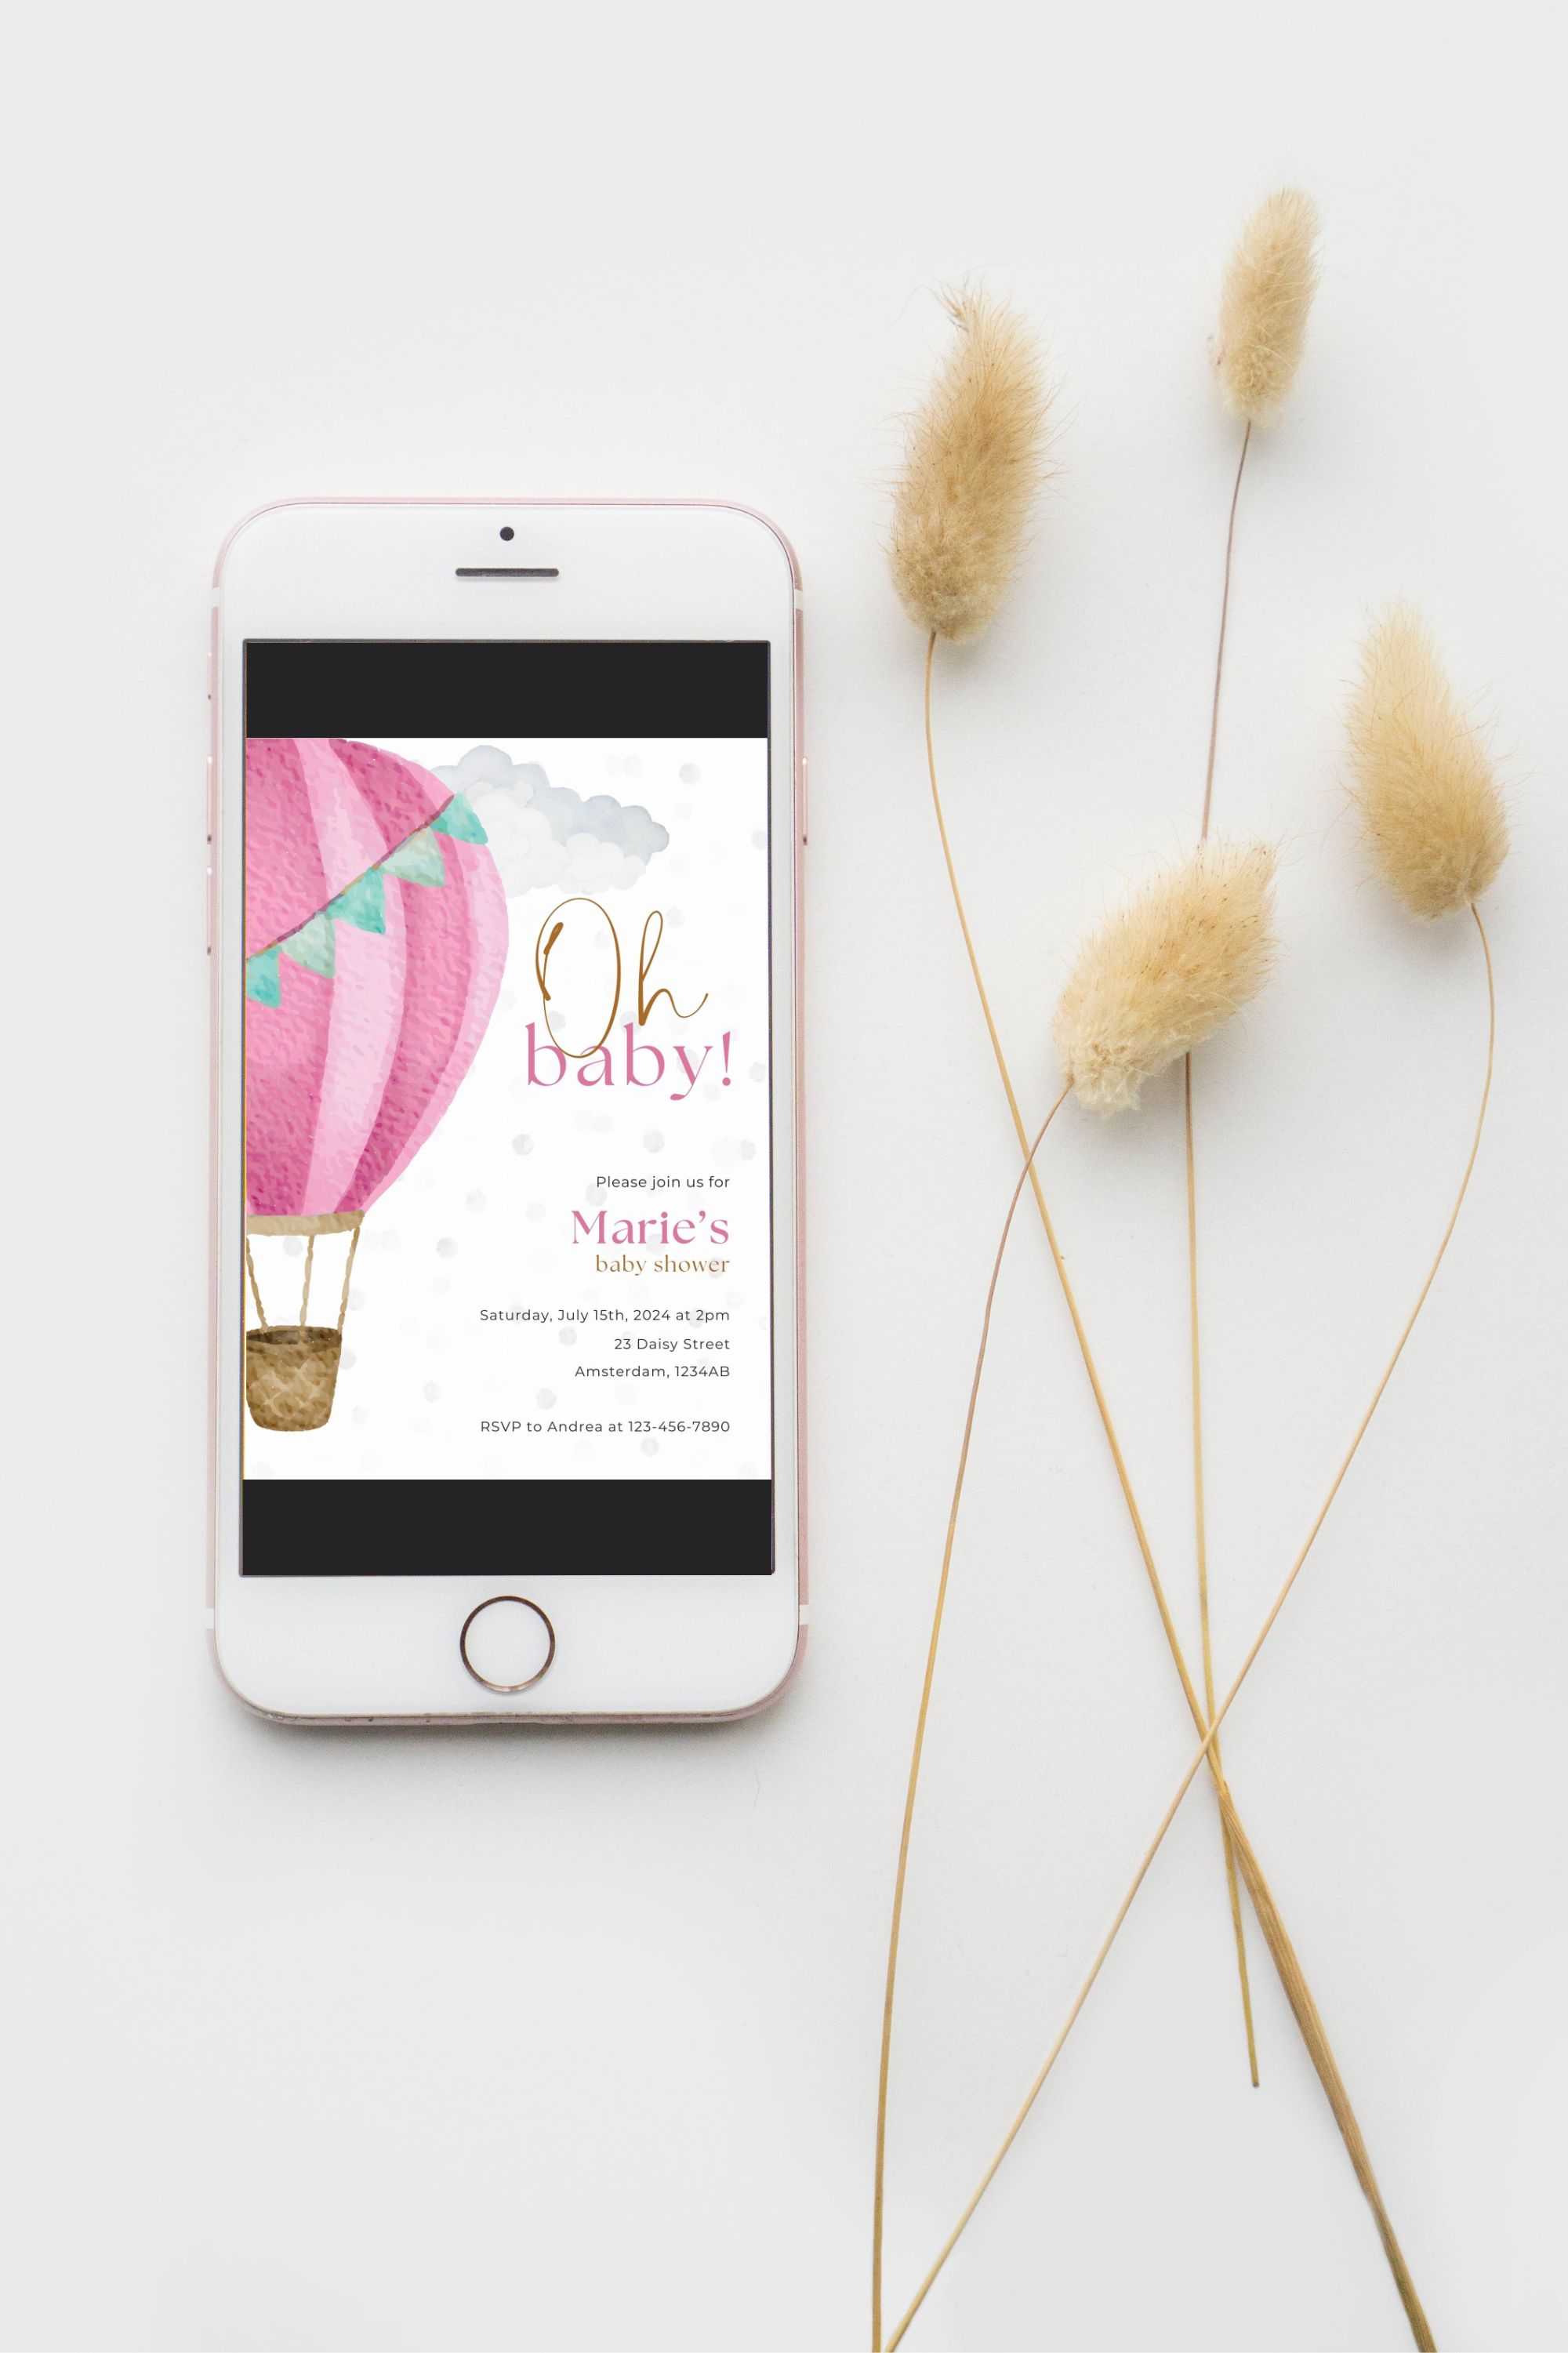 Oh
baby!
Please join us for
Marie's
baby shower
Saturday, July 15th, 2024 at 2pm
23 Daisy Street
Amsterdam, 1234AB
RSVP to Andrea at 123-456-7890